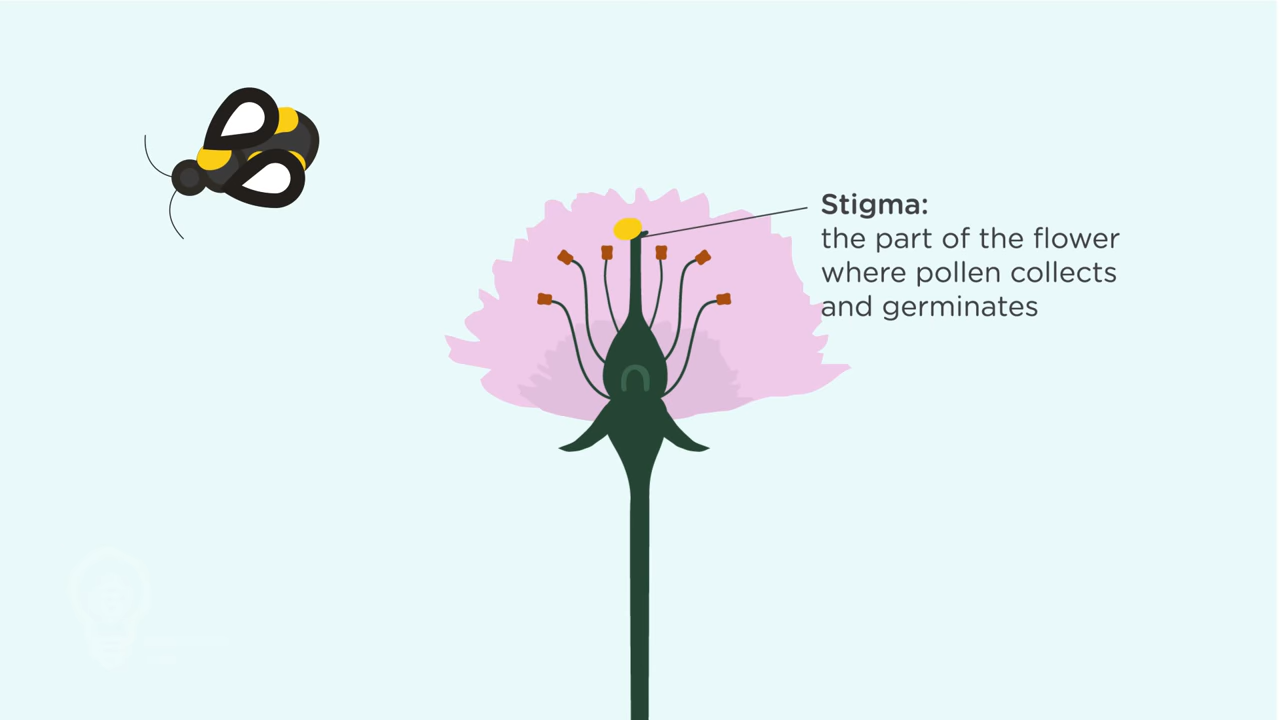 Stigma:
the part of the flower
where pollen collects
and germinates